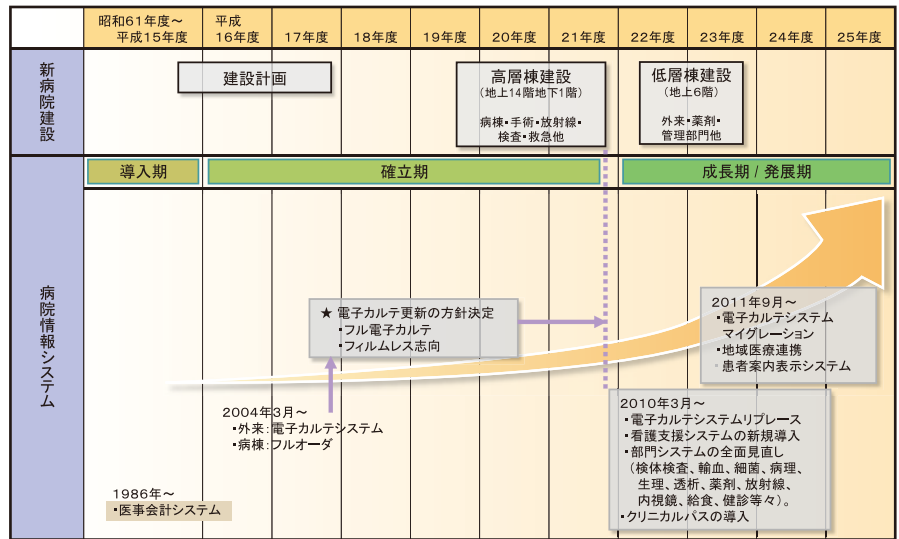 昭和61年度～
平成15年度
平成
16年度
17年度
18年度
19年度
20年度
21年度
22年度
23年度
24年度
25年度
新病院建設
建設計画
高層棟建設
(地上14階地下1階)
病棟・手術・放射線・
検査・救急他
低層棟建設
(地上6階)
外来・薬剤・
管理部門他
導入期
確立期
成長期 / 発展期
病院情報システム
★ 電子カルテ更新の方針決定
・フル電子カルテ
・フィルムレス志向
2011年9月～
・電子カルテシステム
マイグレーション
・地域医療連携
・患者案内表示システム
2004年3月～
・外来：電子カルテシステム
・病棟：フルオーダ
2010年3月～
・電子カルテシステムリプレース
・看護支援システムの新規導入
・部門システムの全面見直し
(検体検査、輸血、細菌、病理、
生理、透析、薬剤、放射線、
内視鏡、給食、健診等々)。
・クリニカルパスの導入
1986年～
・医事会計システム